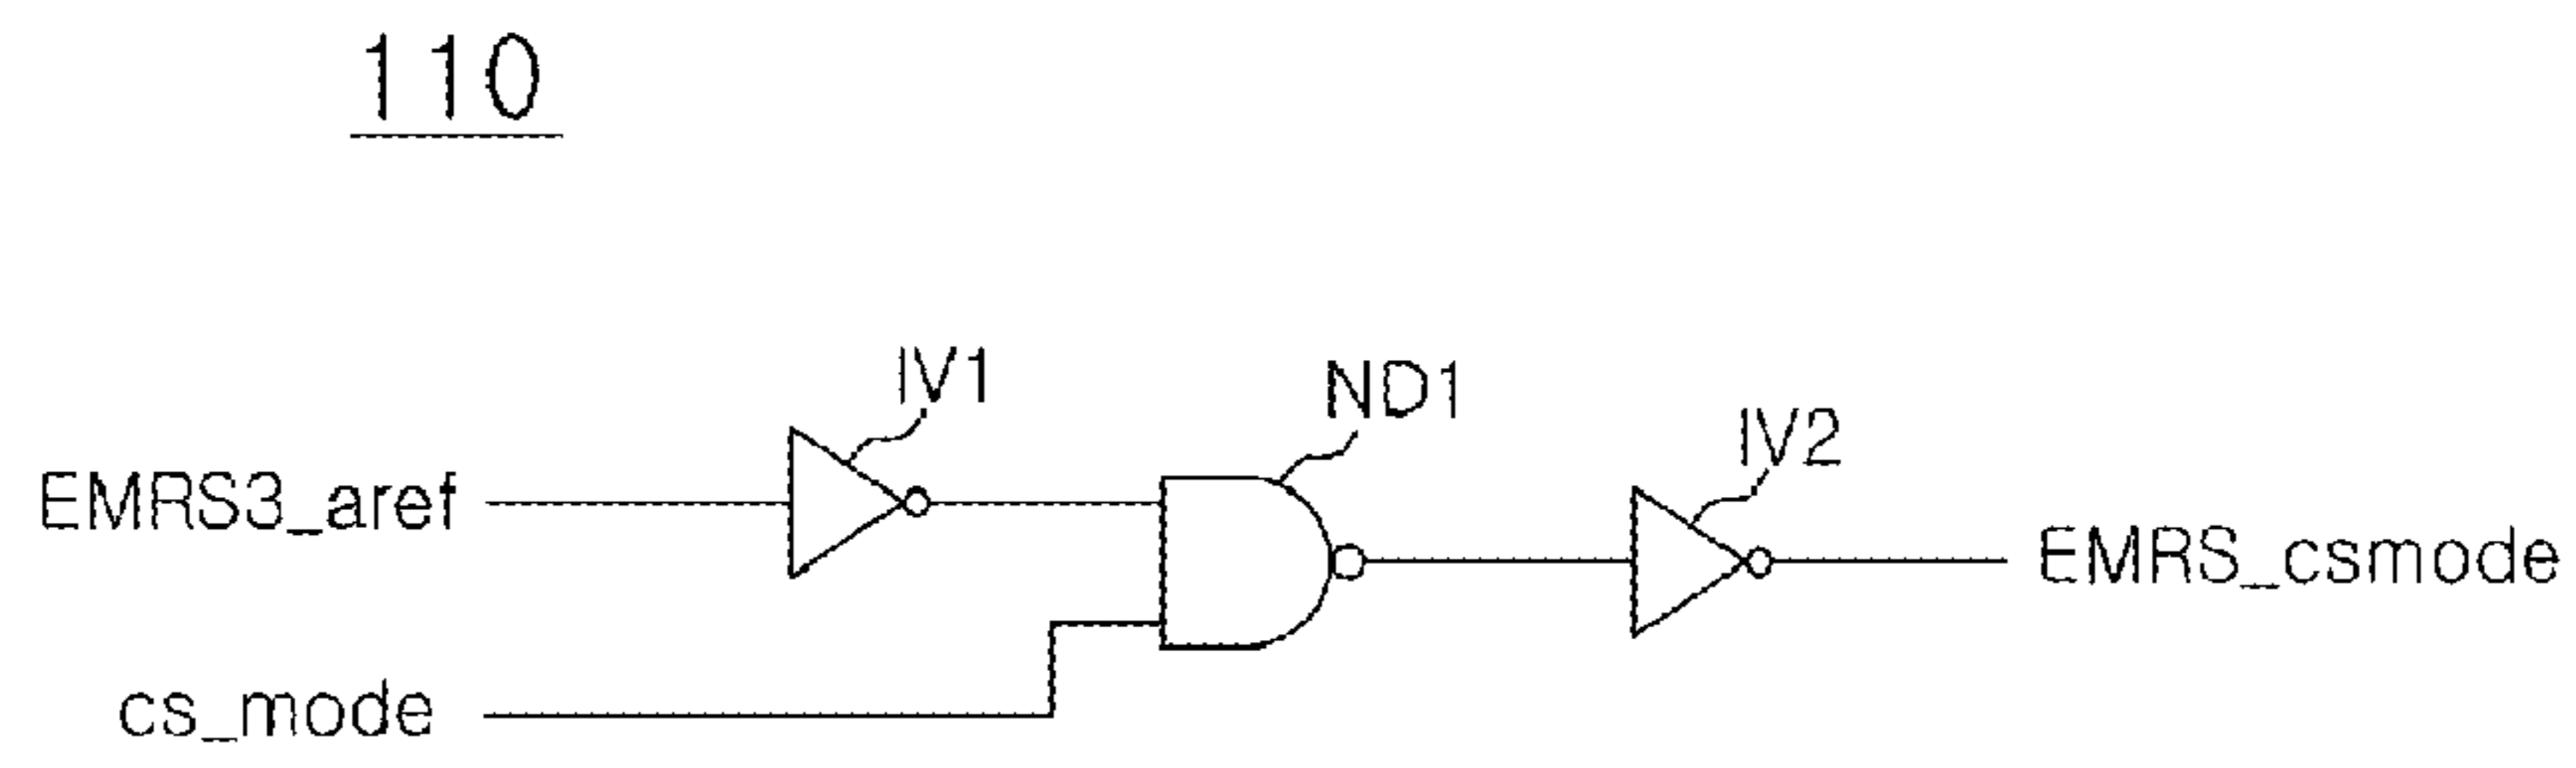 110
IV1
ND1
IV2
EMRS3_aref
EMRS_csmode
cs_mode